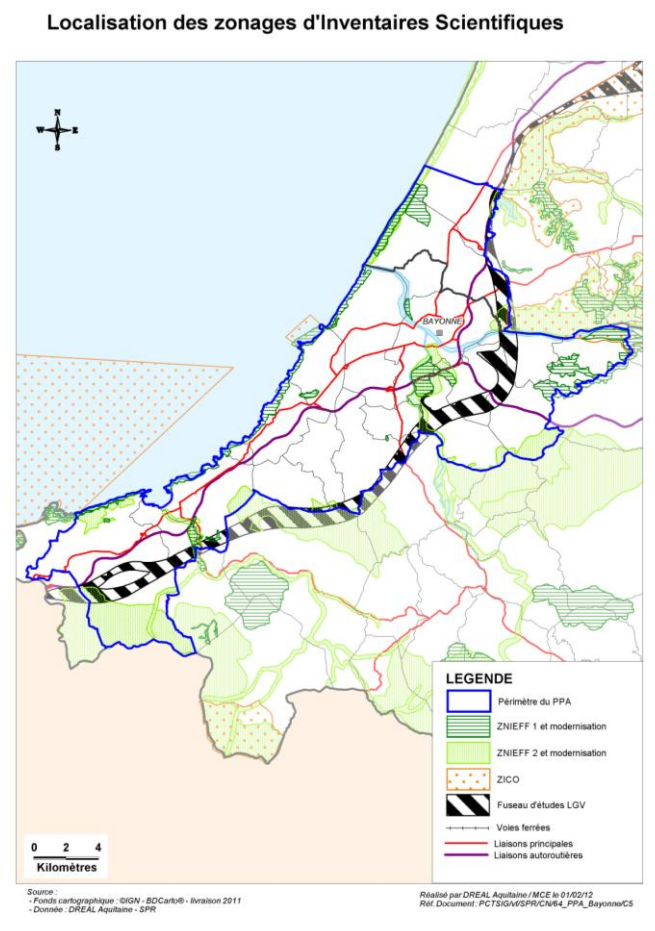 Localisation des zonages d'Inventaires Scientifiques
N
W E
S
BAYONNE
LEGENDE
Périmètre du PPA
ZNIEFF 1 et modernisation
ZNIEFF 2 et modernisation
ZICO
Fuseau d'études LGV
Voies ferrées
Liaisons principales
Liaisons autoroutières
0 2 4
Kilomètres
Source :
- Fonds cartographique : ©IGN - BDCarto® - livraison 2011
- Donnée : DREAL Aquitaine - SPR
Réalisé par DREAL Aquitaine / MCE le 01/02/12
Réf. Document : PCTSIG/vf/SPR/CN/64_PPA_Bayonne/C5